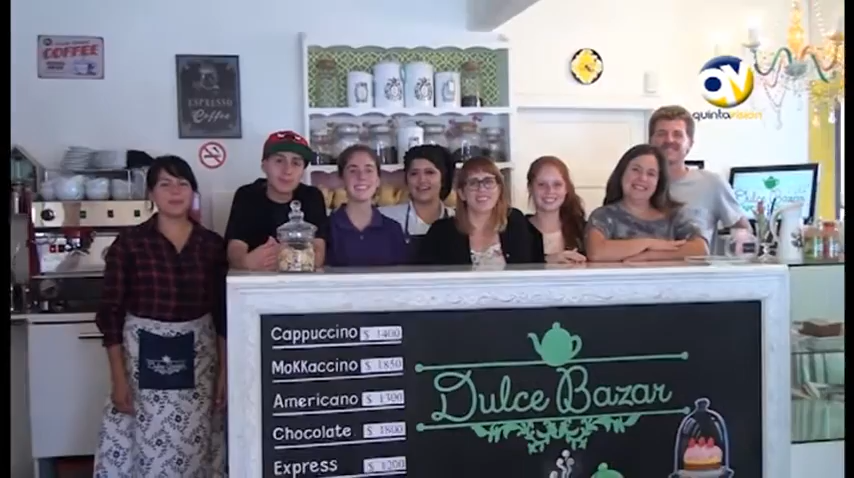 COFFEE
ESPRESSO
Coffee
quintavisión
Cappuccino $ 1400
Mokkaccino $ 1850
Americano $ 1300
Chocolate $ 1800
Express $ 1200
Dulce Bazar